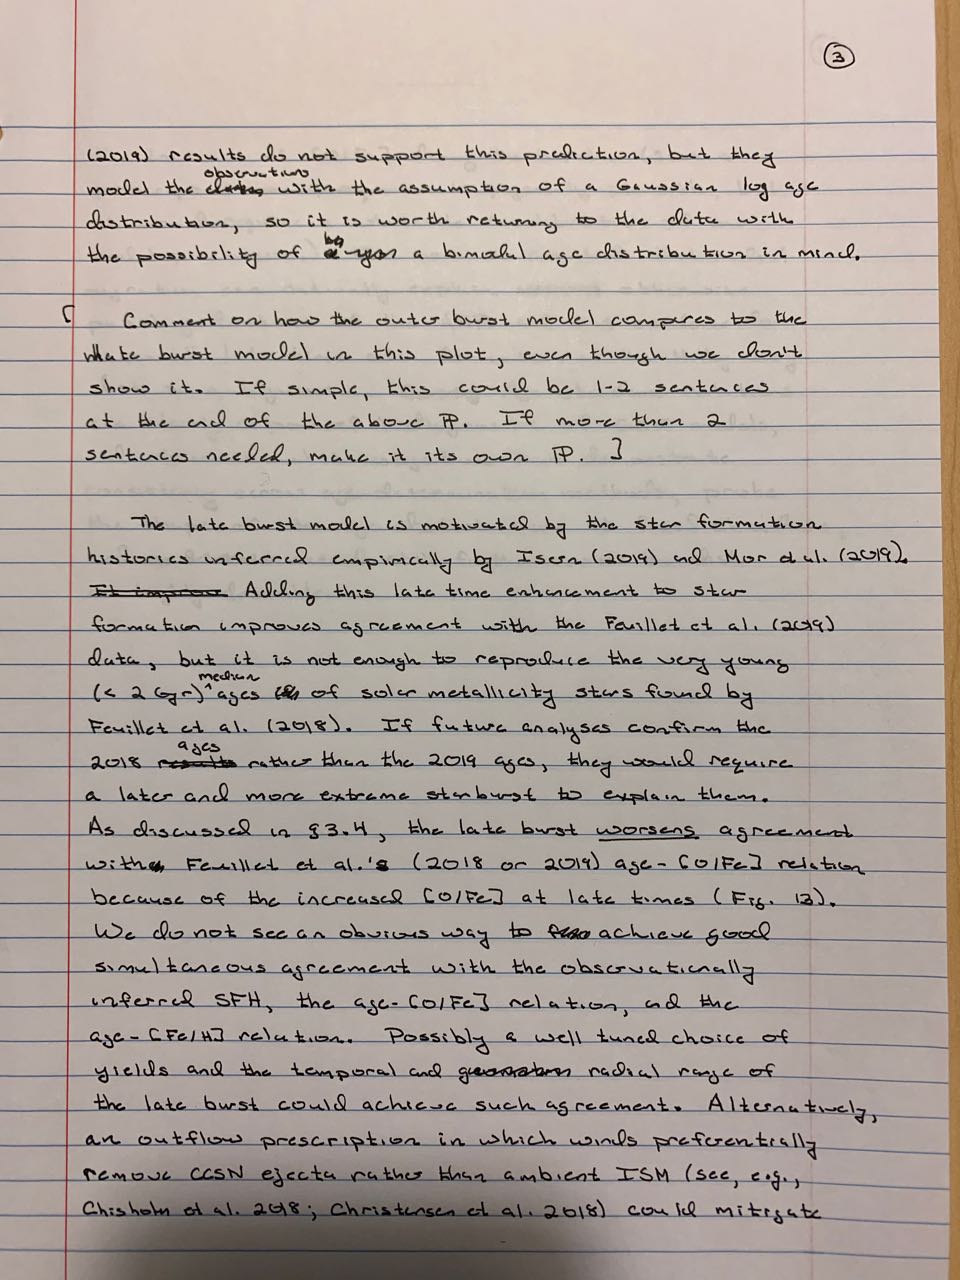 3
(2019) results do not support this prediction, but they
observations
model the with the assumption of a Gaussian log age
distribution, so it is worth returning to the data with
the possibility of a bimodal age distribution in mind.
[ Comment on how the outer burst model compares to the
late burst model in this plot, even though we don't
show it. If simple, this could be 1-2 sentences
at the end of the above ¶. If more than 2
sentences needed, make it its own ¶. ]
The late burst model is motivated by the star formation
histories inferred empirically by Isern (2019) and Mor et al. (2019).
It improves Adding this late time enhancement to star
formation improves agreement with the Feuillet et al. (2019)
data, but it is not enough to reproduce the very young
median
(< 2 Gyr) ^ ages of solar metallicity stars found by
Feuillet et al. (2018). If future analyses confirm the
ages
2018 results rather than the 2019 ages, they would require
a later and more extreme starburst to explain them.
As discussed in §3.4, the late burst worsens agreement
with Feuillet et al.'s (2018 or 2019) age-[O/Fe] relation
because of the increased [O/Fe] at late times (Fig. 13).
We do not see an obvious way to achieve good
simultaneous agreement with the observationally
inferred SFH, the age-[O/Fe] relation, and the
age-[Fe/H] relation. Possibly a well tuned choice of
yields and the temporal and radial range of
the late burst could achieve such agreement. Alternatively,
an outflow prescription in which winds preferentially
remove CCSN ejecta rather than ambient ISM (see, e.g.,
Chisholm et al. 2018; Christensen et al. 2018) could mitigate